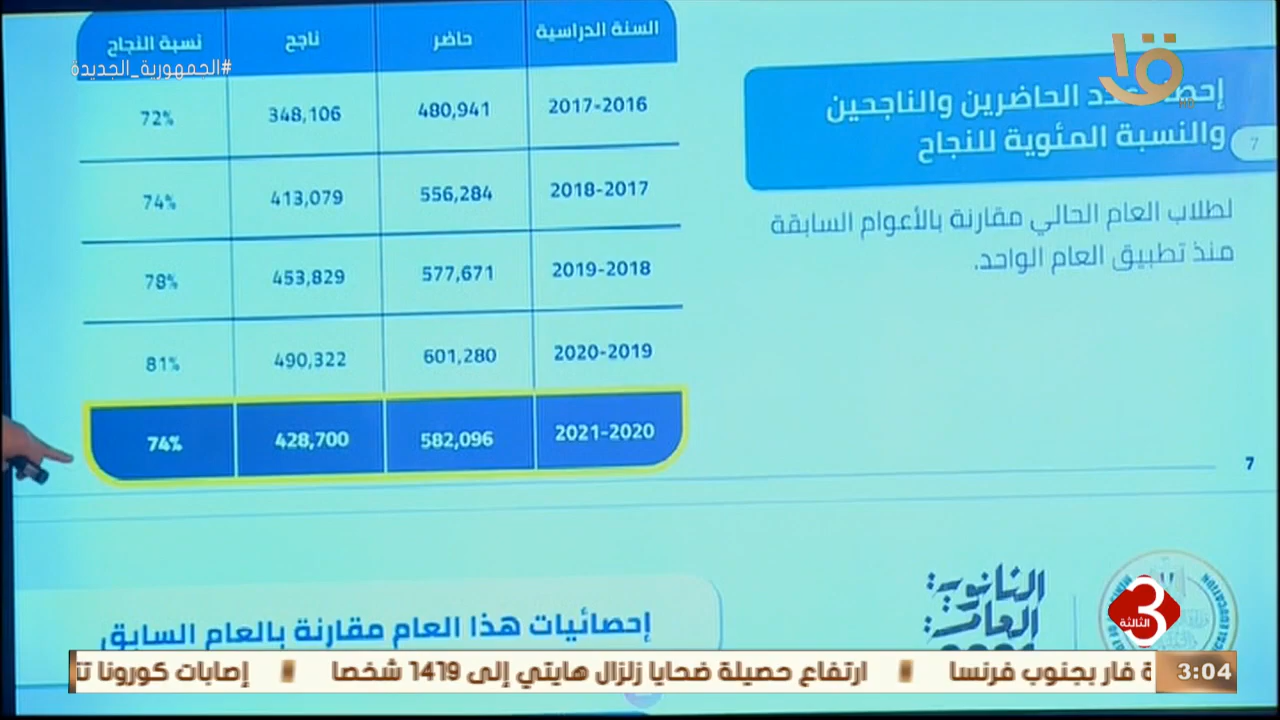 #الجمهورية_الجديدة
السنة الدراسية حاضر ناجح نسبة النجاح
2017-2016 480,941 348,106 72%
2018-2017 556,284 413,079 74%
2019-2018 577,671 453,829 78%
2020-2019 601,280 490,322 81%
2021-2020 582,096 428,700 74%
عدد الحاضرين والناجحين
والنسبة المئوية للنجاح
7
لطلاب العام الحالي مقارنة بالأعوام السابقة
منذ تطبيق العام الواحد.
7
الثانوية
العامة
إحصائيات هذا العام مقارنة بالعام السابق
3
الثالثة
3:04
فار بجنوب فرنسا ارتفاع حصيلة ضحايا زلزال هايتي إلى 1419 شخصا إصابات كورونا